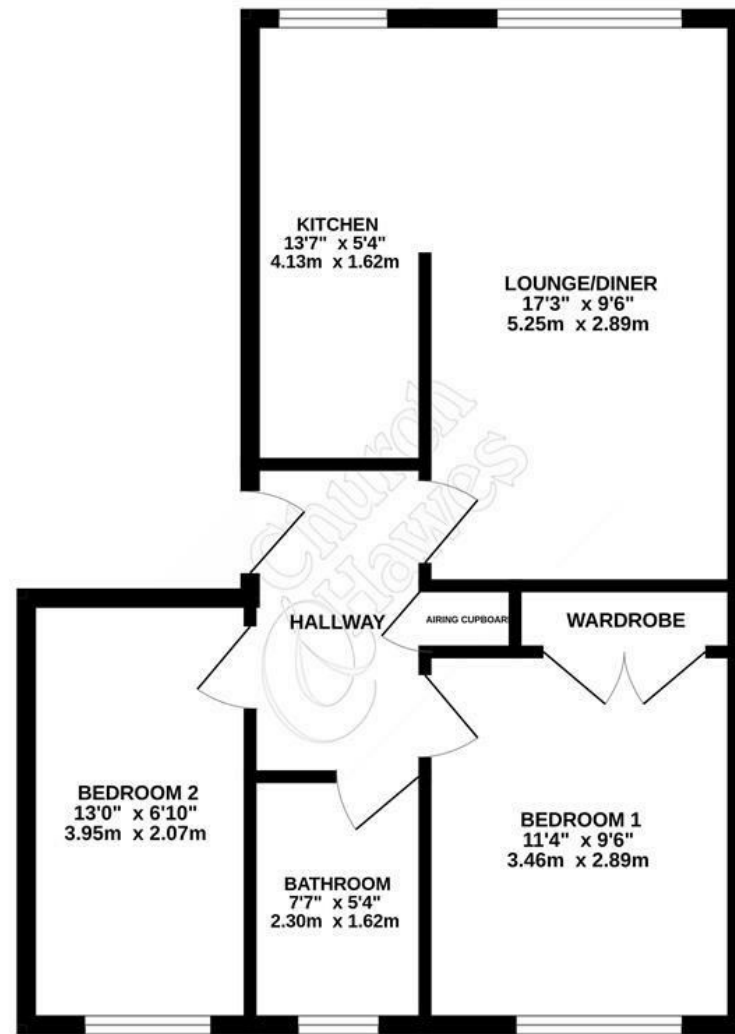 KITCHEN
13'7" x 5'4"
4.13m x 1.62m
LOUNGE/DINER
17'3" x 9'6"
5.25m x 2.89m
Church
Hawes
HALLWAY
AIRING CUPBOAR
WARDROBE
BEDROOM 2
13'0" x 6'10"
3.95m x 2.07m
BEDROOM 1
11'4" x 9'6"
3.46m x 2.89m
BATHROOM
7'7" x 5'4"
2.30m x 1.62m